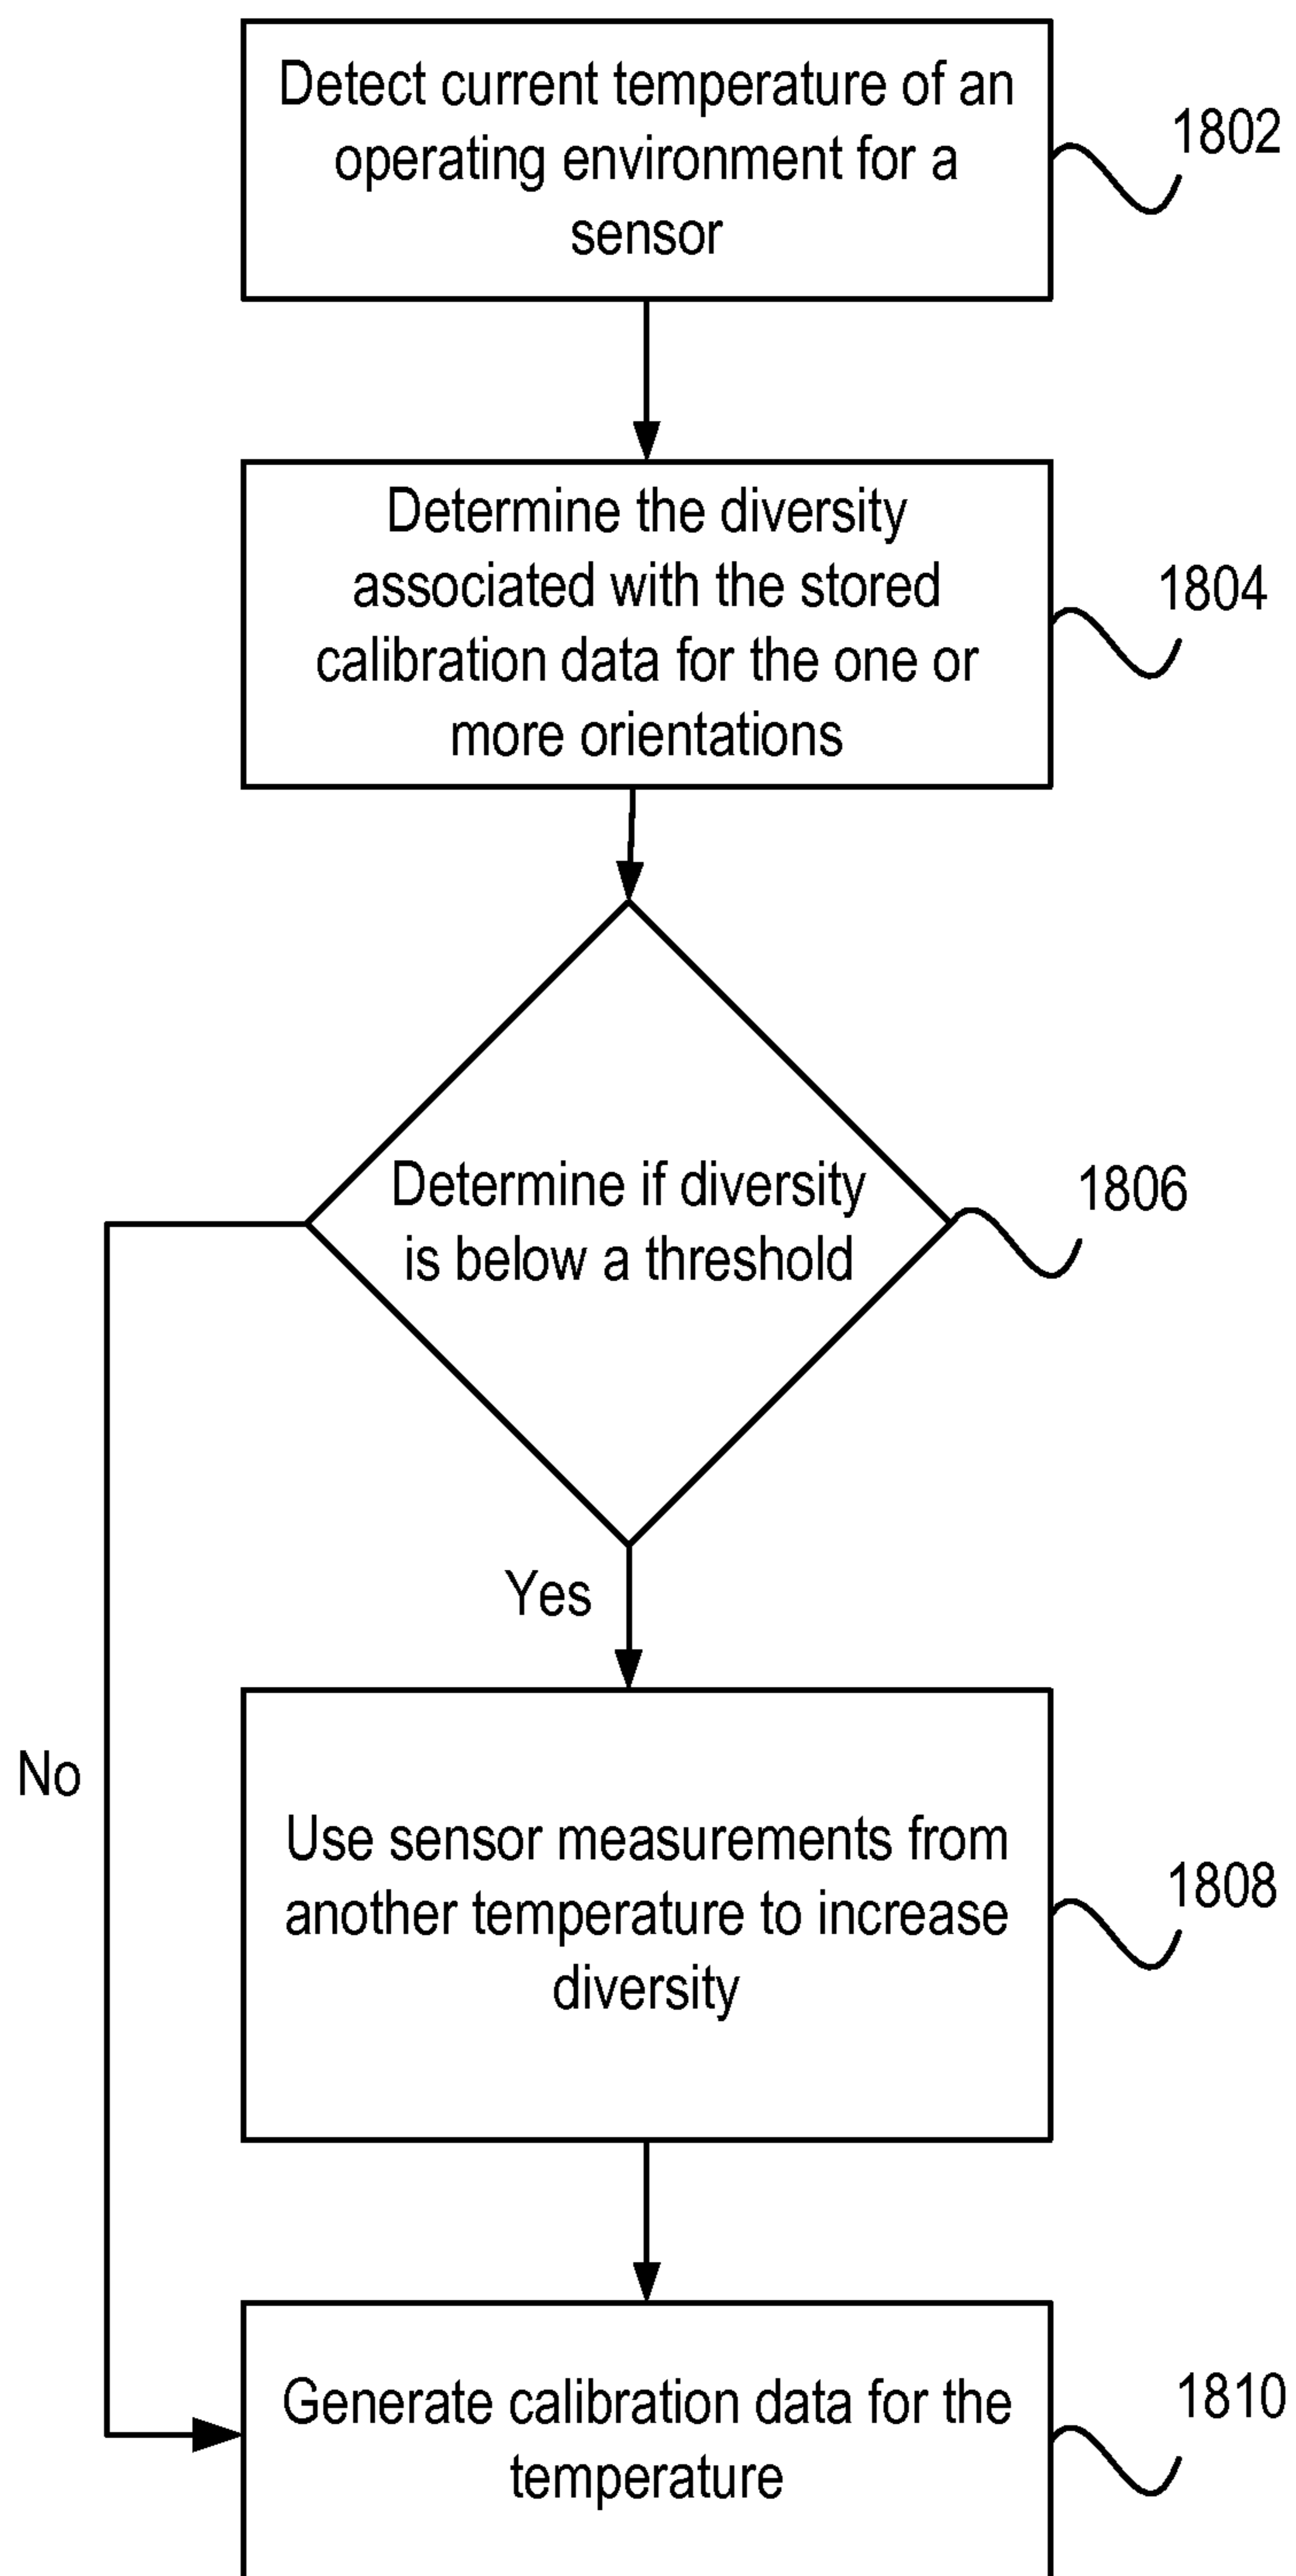 Detect current temperature of an
operating environment for a
sensor
1802
Determine the diversity
associated with the stored
calibration data for the one or
more orientations
1804
Determine if diversity
is below a threshold
1806
Yes
No
Use sensor measurements from
another temperature to increase
diversity
1808
Generate calibration data for the
temperature
1810